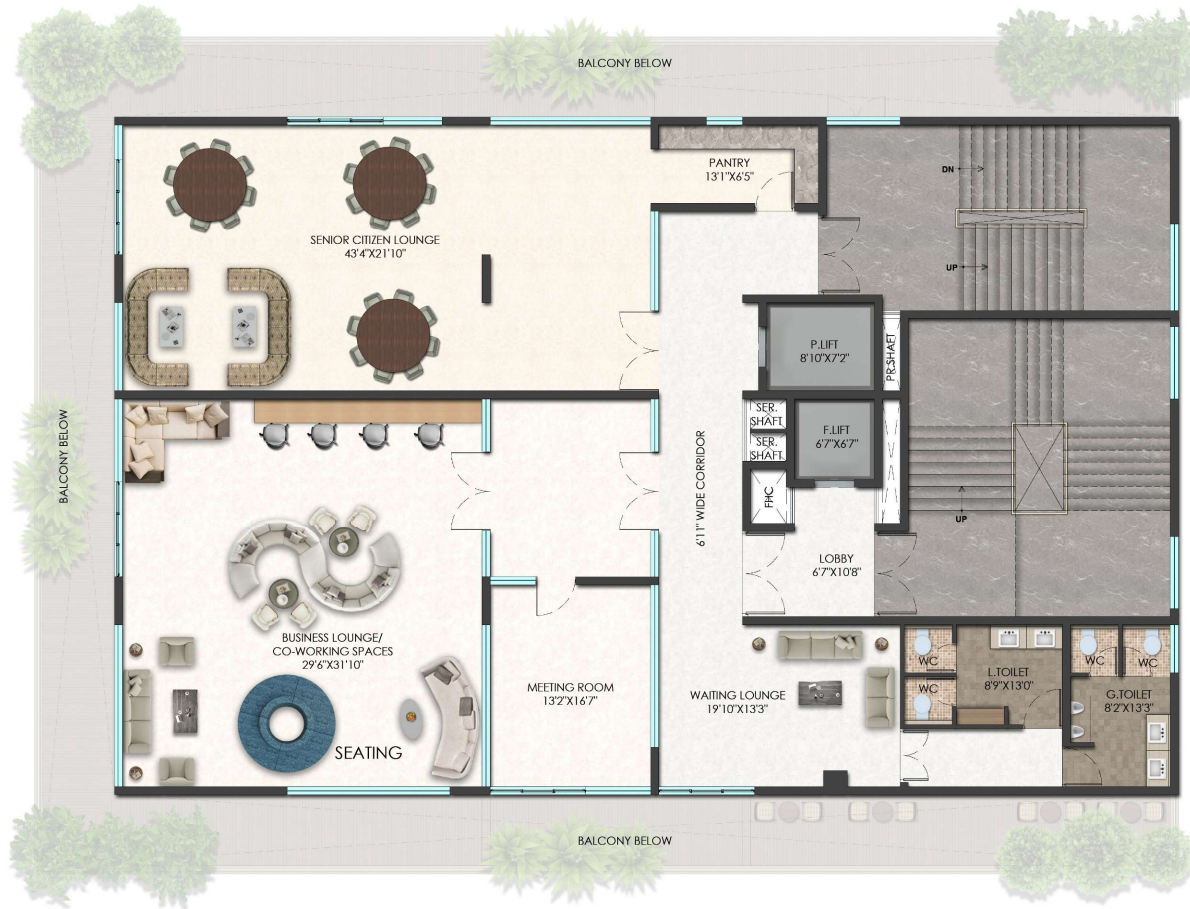 BALCONY BELOW
PANTRY
13'1"X6'5"
DN
SENIOR CITIZEN LOUNGE
43'4"X21'10"
UP
P.LIFT
8'10"X7'2"
PR.SHAFT
BALCONY BELOW
SER.
SHAFT
SER.
SHAFT
F.LIFT
6'7"X6'7"
6'11" WIDE CORRIDOR
FHC
UP
LOBBY
6'7"X10'8"
BUSINESS LOUNGE/
CO-WORKING SPACES
29'6"X31'10"
MEETING ROOM
13'2"X16'7"
WAITING LOUNGE
19'10"X13'3"
WC
WC
L.TOILET
8'9"X13'0"
WC
WC
G.TOILET
8'2"X13'3"
SEATING
BALCONY BELOW